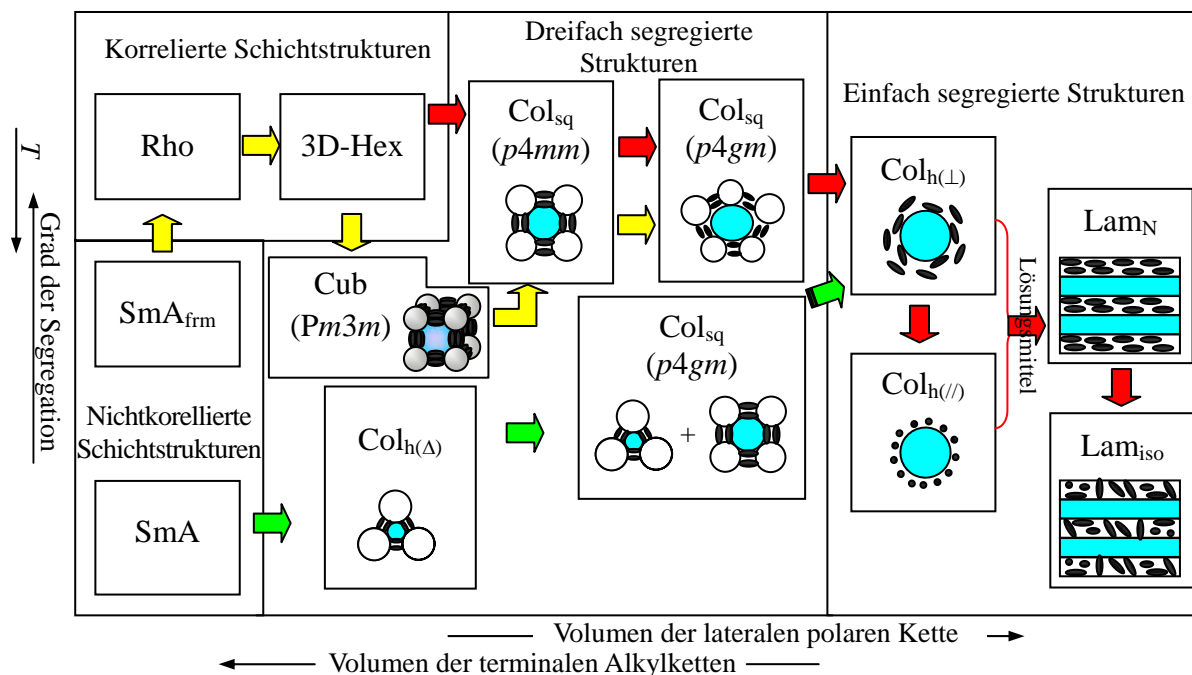 Korrelierte Schichtstrukturen
Dreifach segregierte
Strukturen
Einfach segregierte Strukturen
Rho
3D-Hex
Colsq
(p4mm)
Colsq
(p4gm)
Colh(⊥)
LamN
T
Grad der Segregation
SmAfrm
Cub
(Pm3m)
Colsq
(p4gm)
+
Lösungsmittel
Colh(//)
Nichtkorellierte
Schichtstrukturen
SmA
Colh(Δ)
Lamiso
Volumen der lateralen polaren Kette
Volumen der terminalen Alkylketten